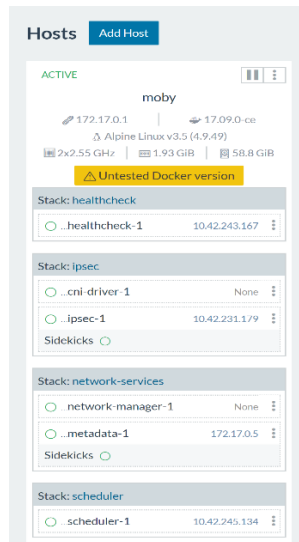 Hosts Add Host
ACTIVE
moby
172.17.0.1 17.09.0-ce
Alpine Linux v3.5 (4.9.49)
2x2.55 GHz 1.93 GiB 58.8 GiB
Untested Docker version
Stack: healthcheck
...healthcheck-1 10.42.243.167
Stack: ipsec
...cni-driver-1 None
...ipsec-1 10.42.231.179
Sidekicks
Stack: network-services
...network-manager-1 None
...metadata-1 172.17.0.5
Sidekicks
Stack: scheduler
...scheduler-1 10.42.245.134